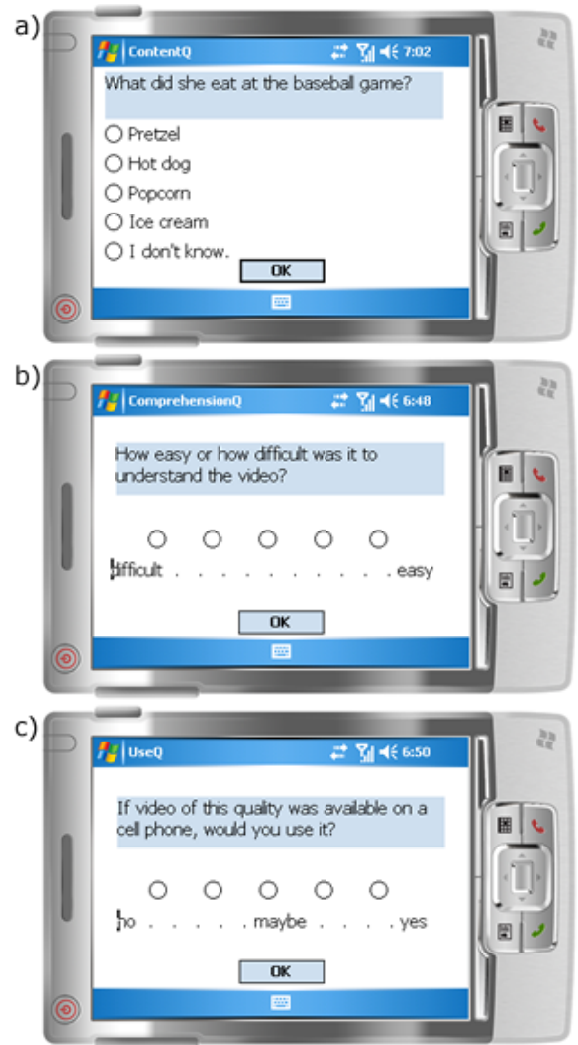 a)
ContentQ 7:02
What did she eat at the baseball game?
Pretzel
Hot dog
Popcorn
Ice cream
I don't know.
OK
b)
ComprehensionQ 6:48
How easy or how difficult was it to
understand the video?
difficult . . . . . . . . . . easy
OK
c)
UseQ 6:50
If video of this quality was available on a
cell phone, would you use it?
no . . . . . maybe . . . . yes
OK